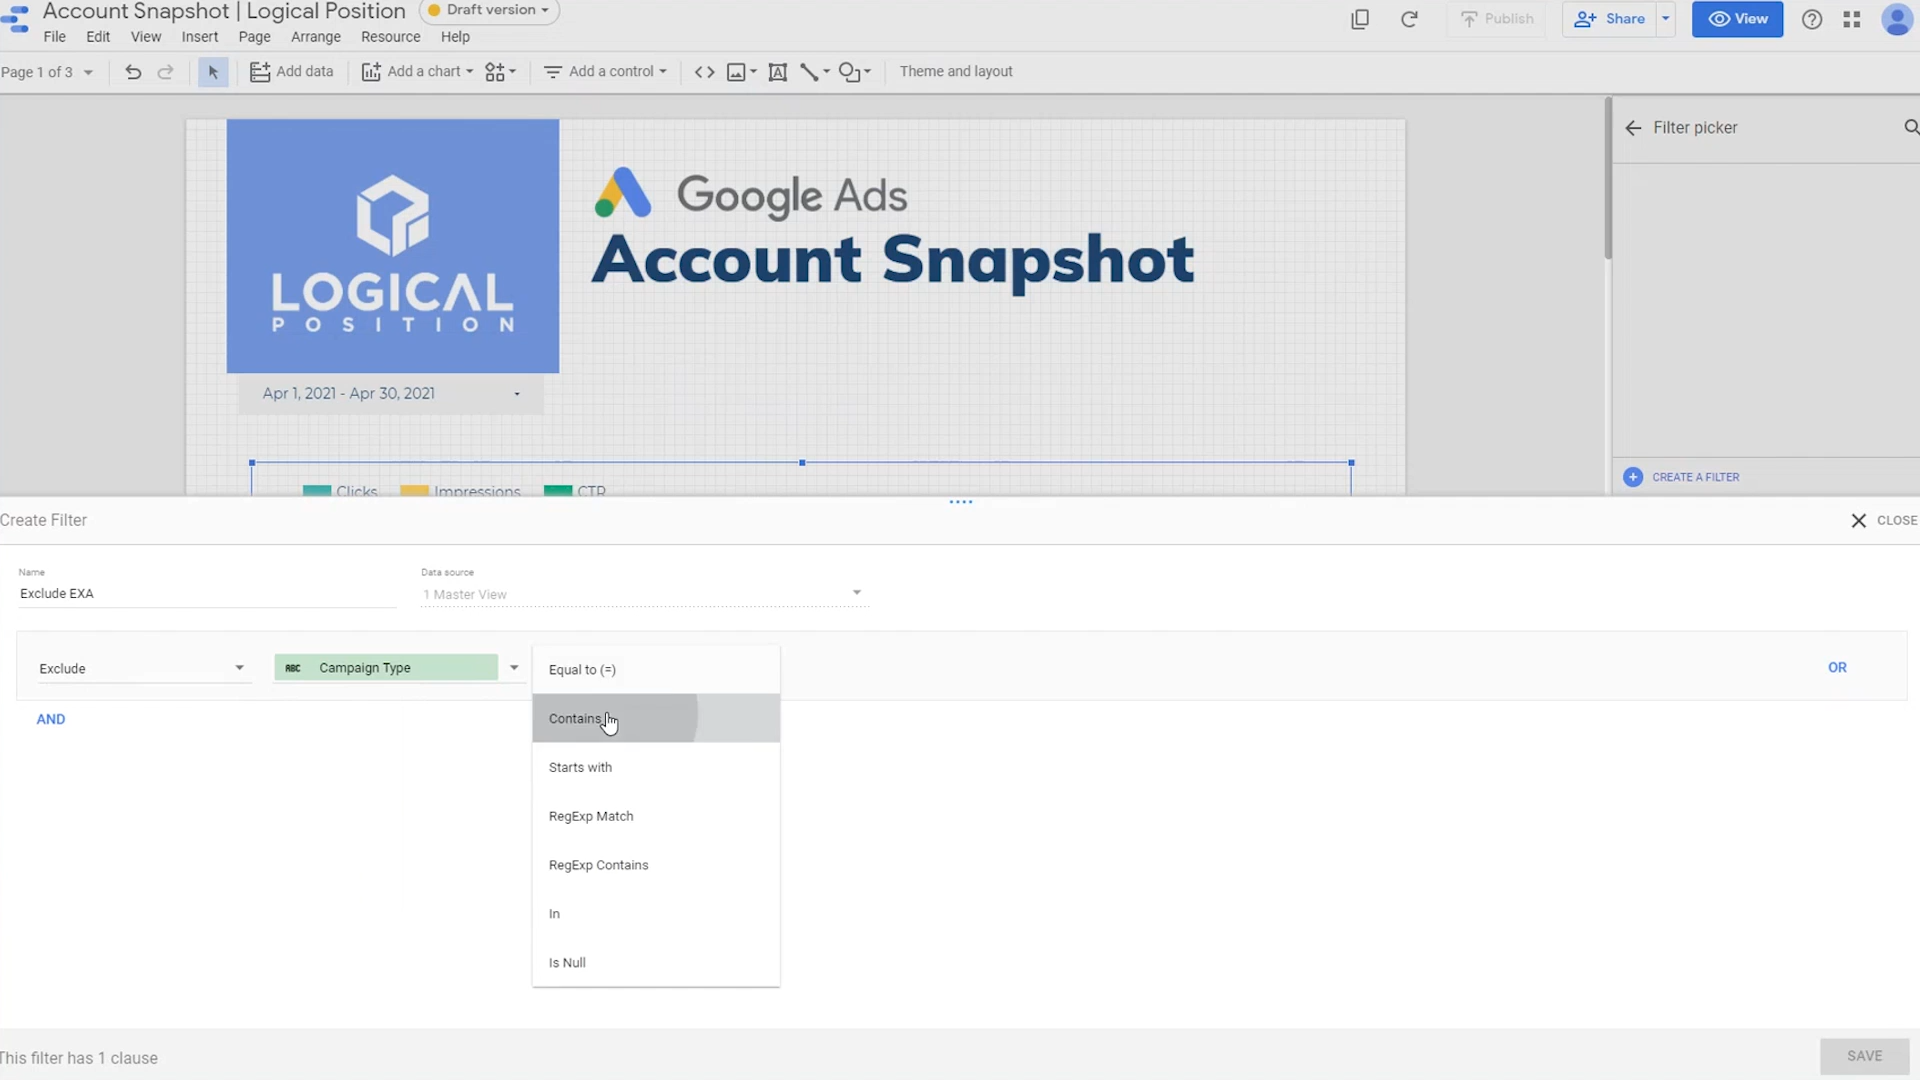 Account Snapshot | Logical Position
Draft version
File Edit View Insert Page Arrange Resource Help
Publish
Share
View
Page 1 of 3
Add data
Add a chart
Add a control
Theme and layout
Filter picker
LOGICAL
POSITION
Google Ads
Account Snapshot
Apr 1, 2021 - Apr 30, 2021
Clicks Impressions CTR
CREATE A FILTER
Create Filter
CLOSE
Name
Exclude EXA
Data source
1 Master View
Exclude
ABC Campaign Type
Equal to (=)
OR
AND
Contains
Starts with
RegExp Match
RegExp Contains
In
Is Null
This filter has 1 clause
SAVE